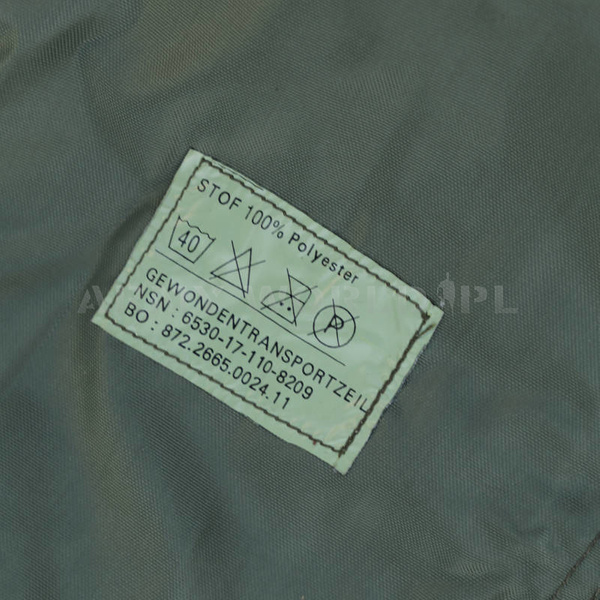 STOF 100% Polyester
40 P
GEWONDENTRANSPORTZEIL
NSN : 6530-17-110-8209
BO : 872.2665.0024.11